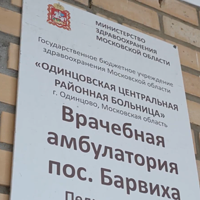 МИНИСТЕРСТВО
ЗДРАВООХРАНЕНИЯ
МОСКОВСКОЙ ОБЛАСТИ
Государственное бюджетное учреждение
здравоохранения Московской области
«ОДИНЦОВСКАЯ ЦЕНТРАЛЬНАЯ
РАЙОННАЯ БОЛЬНИЦА»
г. Одинцово, Московская область
Врачебная
амбулатория
пос. Барвиха